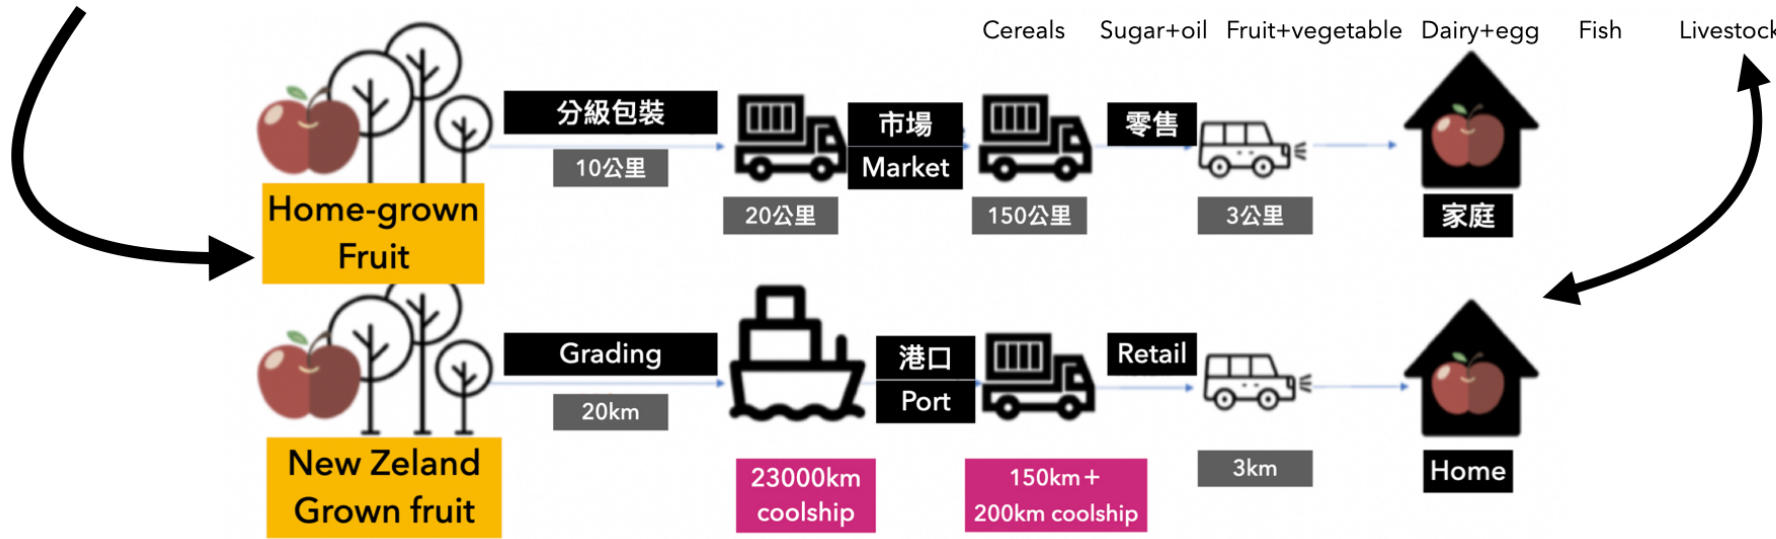 Cereals Sugar+oil Fruit+vegetable Dairy+egg Fish Livestock
分級包裝
市場
零售
10公里
Market
Home-grown
Fruit
20公里
150公里
3公里
家庭
Grading
港口
Retail
20km
Port
New Zeland
Grown fruit
23000km
coolship
150km+
200km coolship
3km
Home